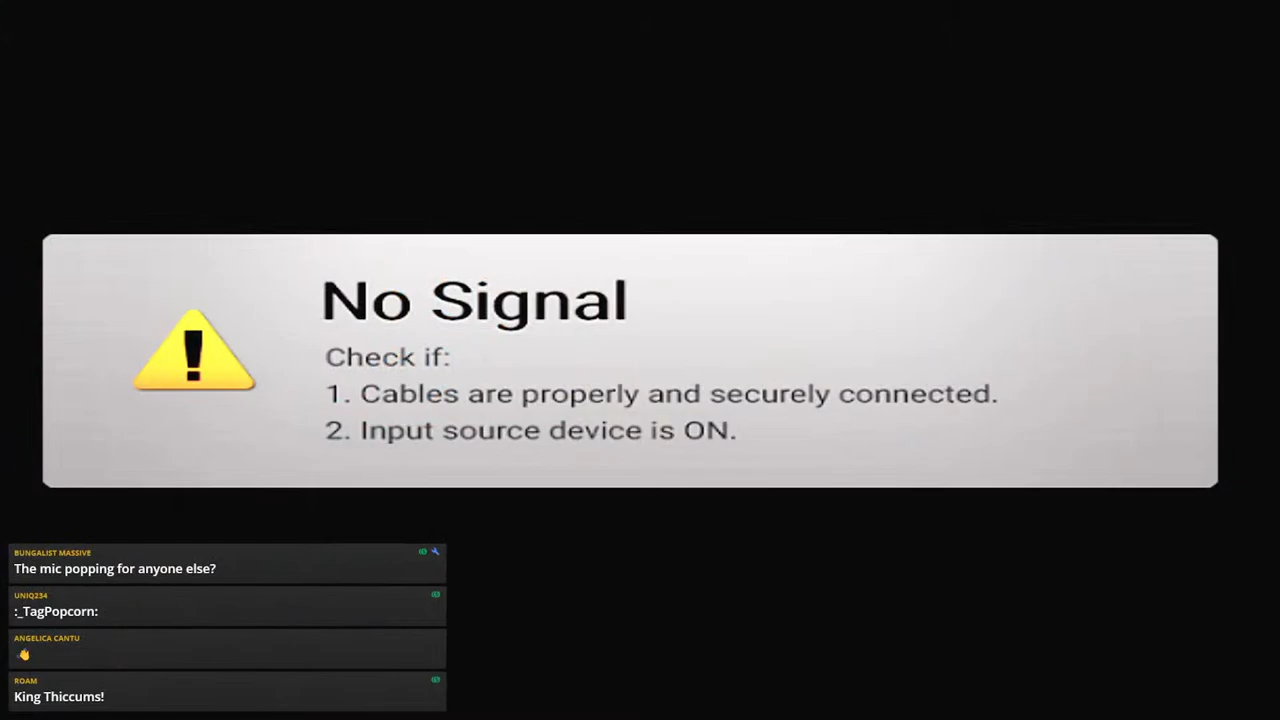 No Signal
Check if:
1. Cables are properly and securely connected.
2. Input source device is ON.
BUNGALIST MASSIVE
The mic popping for anyone else?
UNIQ234
:_TagPopcorn:
ANGELICA CANTU
👋
ROAM
King Thiccums!